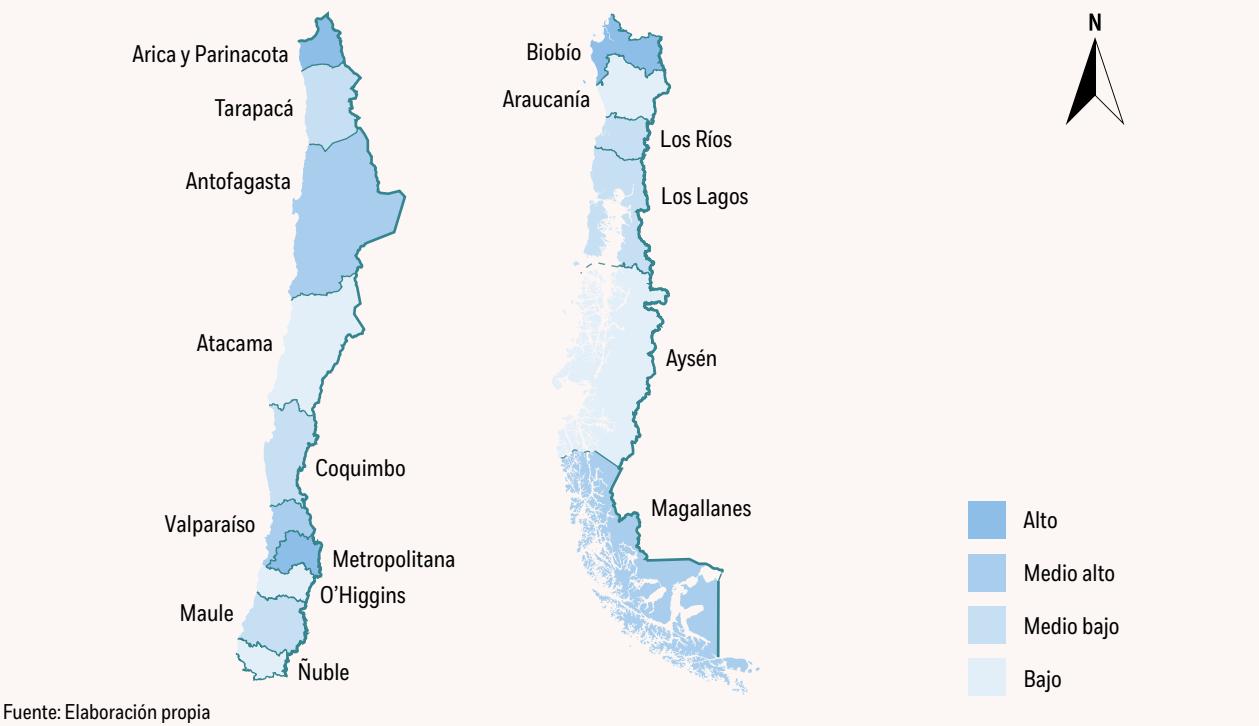 Arica y Parinacota
Tarapacá
Antofagasta
Atacama
Coquimbo
Valparaíso
Metropolitana
O'Higgins
Maule
Ñuble
Biobío
Araucanía
Los Ríos
Los Lagos
Aysén
Magallanes
N
Alto
Medio alto
Medio bajo
Bajo
Fuente: Elaboración propia